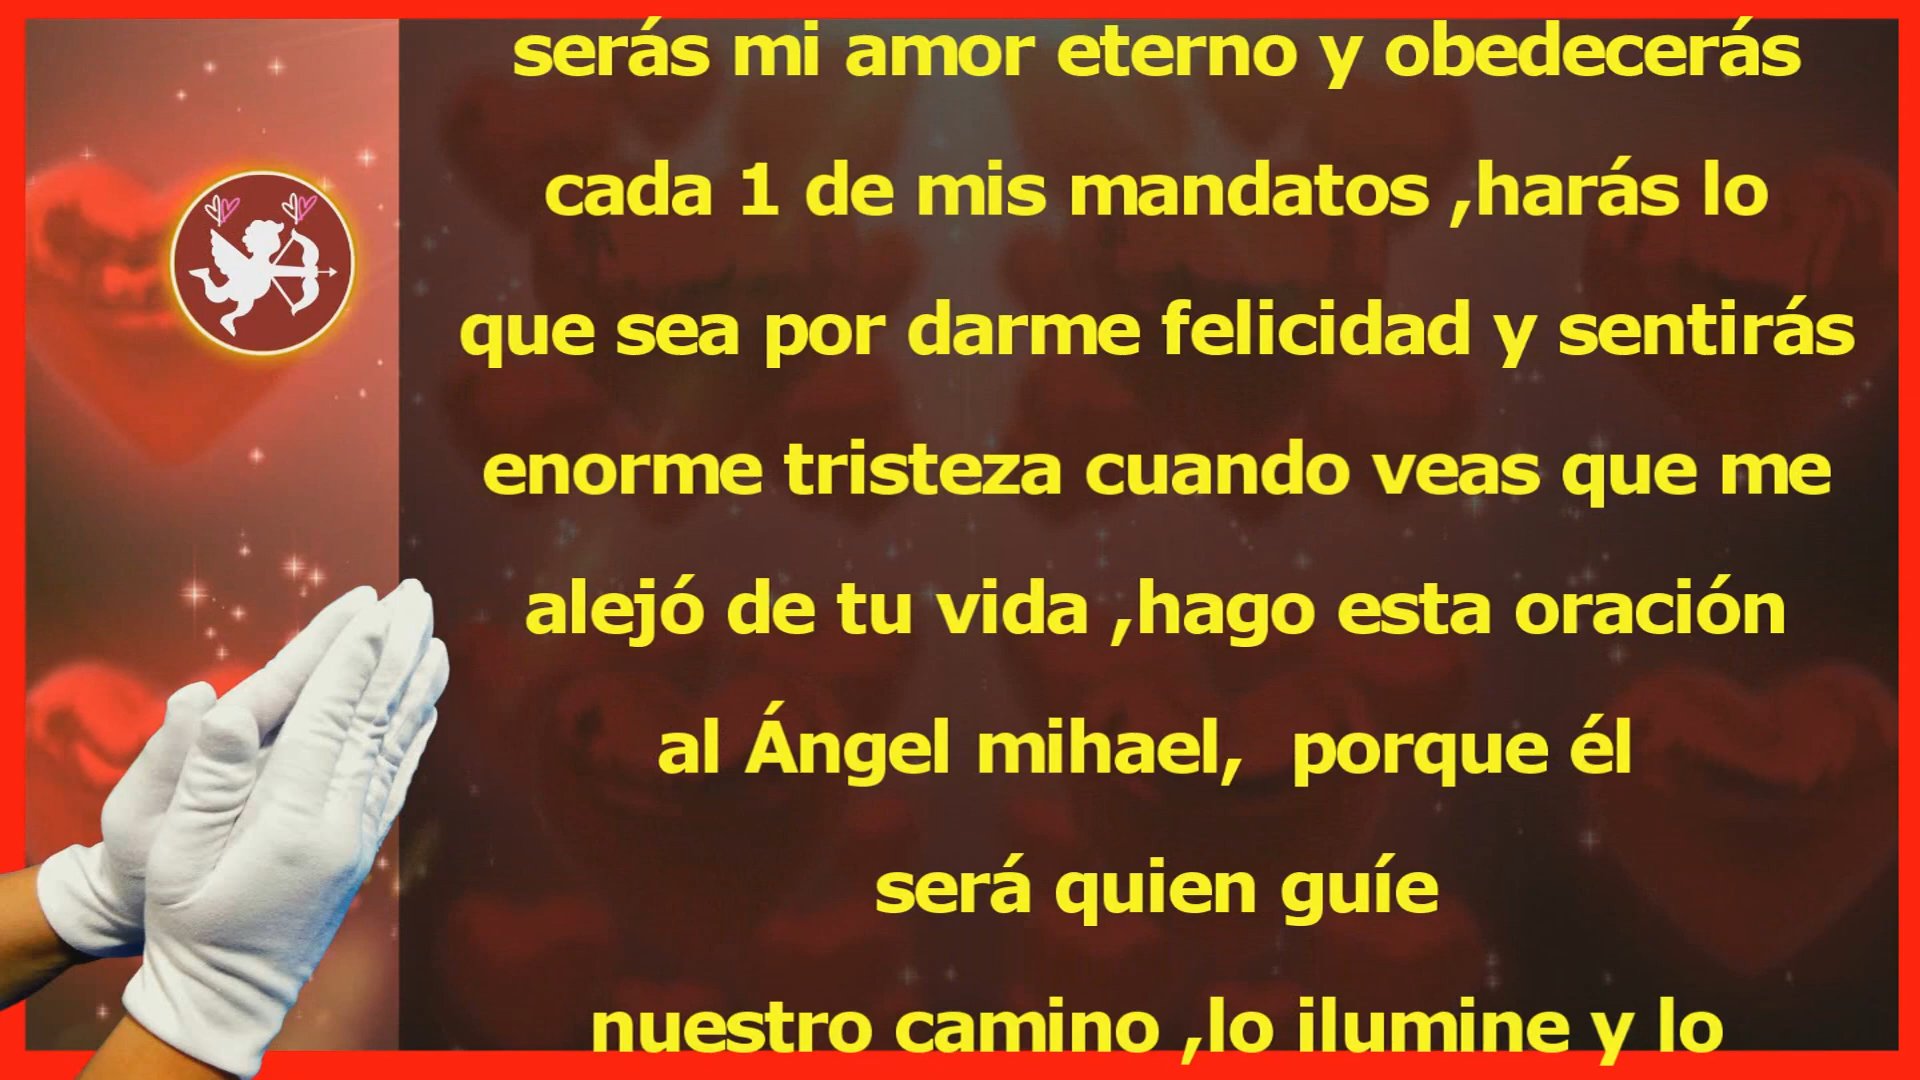 serás mi amor eterno y obedecerás
cada 1 de mis mandatos ,harás lo
que sea por darme felicidad y sentirás
enorme tristeza cuando veas que me
alejó de tu vida ,hago esta oración
al Ángel mihael,  porque él
será quien guíe
nuestro camino ,lo ilumine y lo